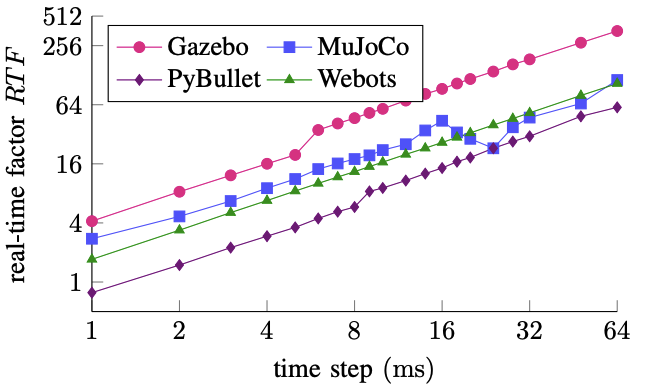 512
256
64
16
4
1
real-time factor RTF
Gazebo MuJoCo
PyBullet Webots
1 2 4 8 16 32 64
time step (ms)